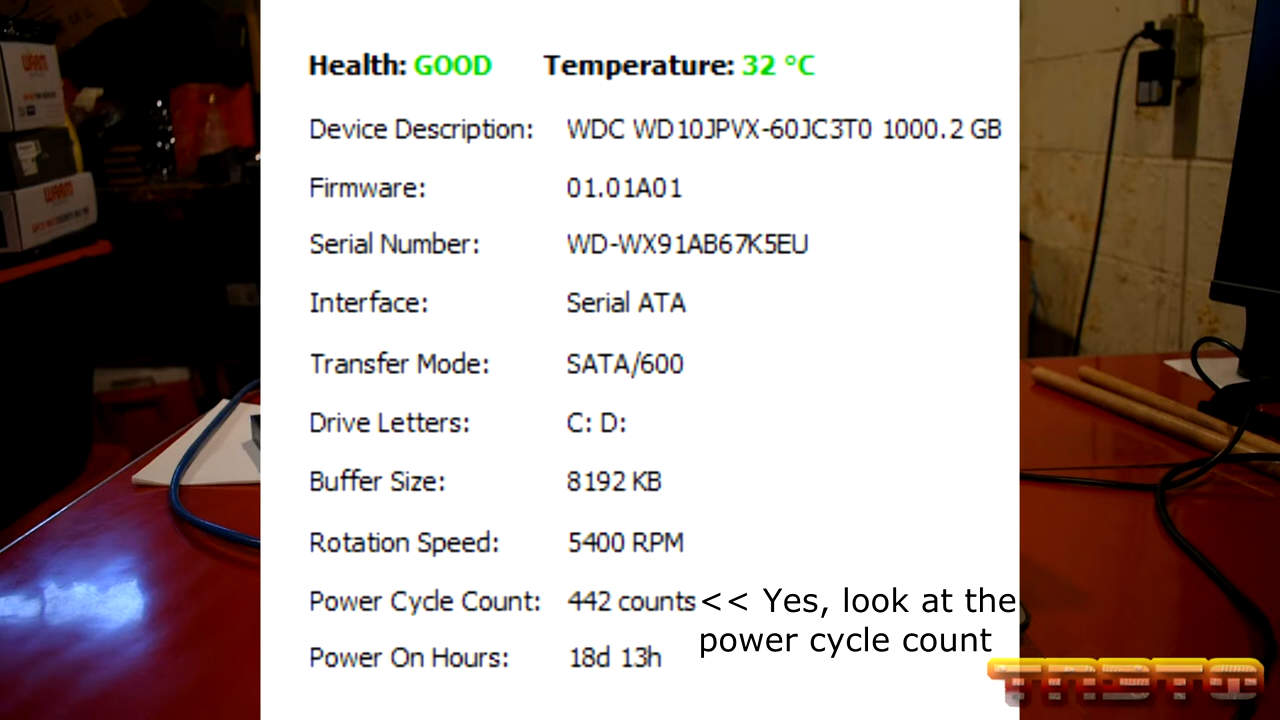 Health: GOOD Temperature: 32 °C
Device Description: WDC WD10JPVX-60JC3T0 1000.2 GB
Firmware: 01.01A01
Serial Number: WD-WX91AB67K5EU
Interface: Serial ATA
Transfer Mode: SATA/600
Drive Letters: C: D:
Buffer Size: 8192 KB
Rotation Speed: 5400 RPM
Power Cycle Count: 442 counts << Yes, look at the
power cycle count
Power On Hours: 18d 13h